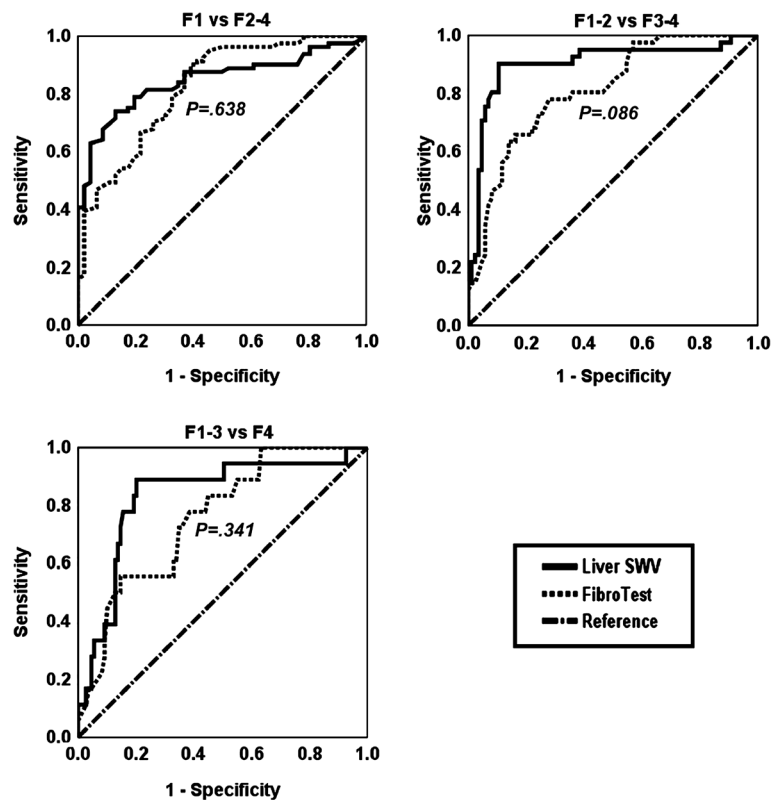 F1 vs F2-4
1.0
0.8
0.6
0.4
0.2
0.0
Sensitivity
P=.638
0.0 0.2 0.4 0.6 0.8 1.0
1 - Specificity
F1-2 vs F3-4
1.0
0.8
0.6
0.4
0.2
0.0
Sensitivity
P=.086
0.0 0.2 0.4 0.6 0.8 1.0
1 - Specificity
F1-3 vs F4
1.0
0.8
0.6
0.4
0.2
0.0
Sensitivity
P=.341
0.0 0.2 0.4 0.6 0.8 1.0
1 - Specificity
Liver SWV
FibroTest
Reference